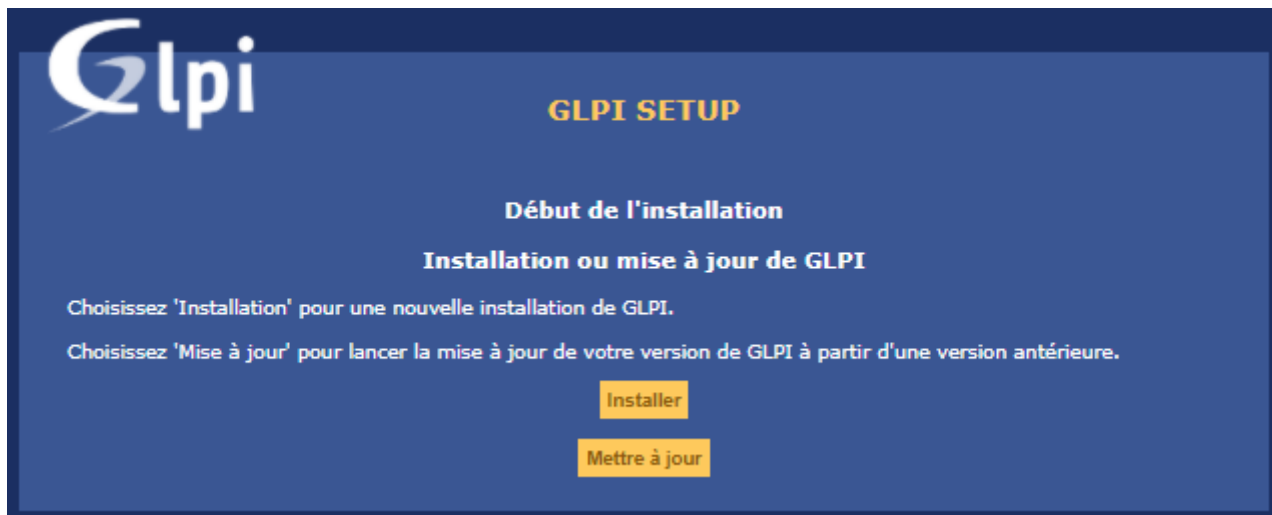 Glpi
GLPI SETUP
Début de l'installation
Installation ou mise à jour de GLPI
Choisissez 'Installation' pour une nouvelle installation de GLPI.
Choisissez 'Mise à jour' pour lancer la mise à jour de votre version de GLPI à partir d'une version antérieure.
Installer
Mettre à jour